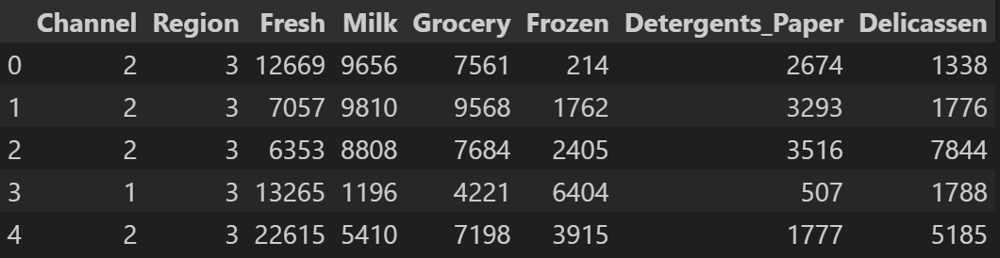 Channel Region Fresh Milk Grocery Frozen Detergents_Paper Delicassen
0 2 3 12669 9656 7561 214 2674 1338
1 2 3 7057 9810 9568 1762 3293 1776
2 2 3 6353 8808 7684 2405 3516 7844
3 1 3 13265 1196 4221 6404 507 1788
4 2 3 22615 5410 7198 3915 1777 5185